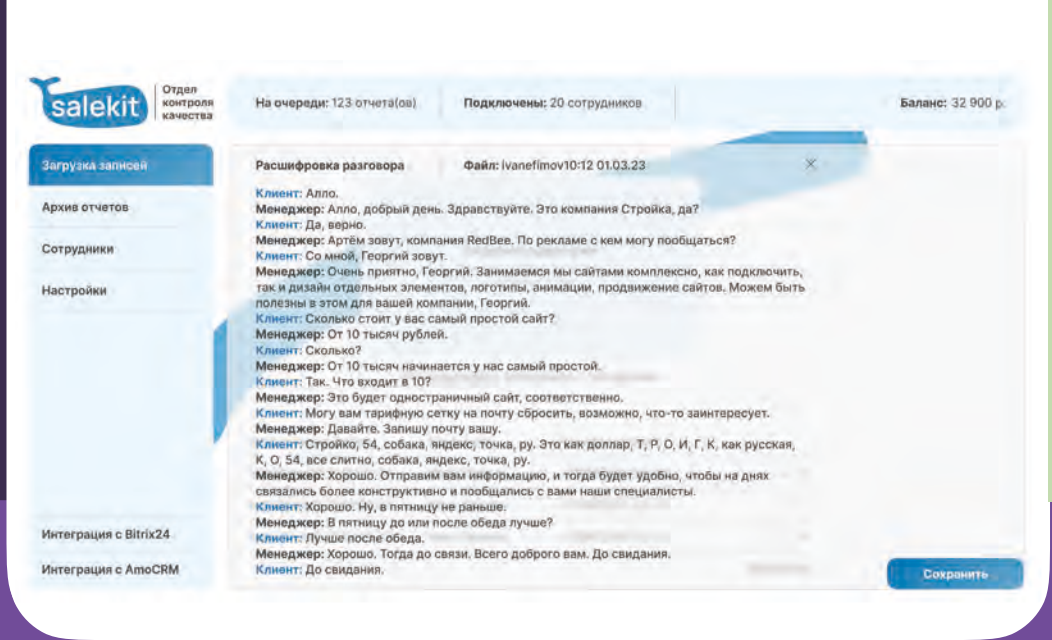 salekit
Отдел
контроля
качества
На очереди: 123 отчета(ов)
Подключены: 20 сотрудников
Баланс: 32 900 р.
Загрузка записей
Архив отчетов
Сотрудники
Настройки
Интеграция с Bitrix24
Интеграция с AmoCRM
Расшифровка разговора
Файл: ivanefimov10:12 01.03.23
Клиент: Алло.
Менеджер: Алло, добрый день. Здравствуйте. Это компания Стройка, да?
Клиент: Да, верно.
Менеджер: Артём зовут, компания RedBee. По рекламе с кем могу пообщаться?
Клиент: Со мной, Георгий зовут.
Менеджер: Очень приятно, Георгий. Занимаемся мы сайтами комплексно, как подключить,
так и дизайн отдельных элементов, логотипы, анимации, продвижение сайтов. Можем быть
полезны в этом для вашей компании, Георгий.
Клиент: Сколько стоит у вас самый простой сайт?
Менеджер: От 10 тысяч рублей.
Клиент: Сколько?
Менеджер: От 10 тысяч начинается у нас самый простой.
Клиент: Так. Что входит в 10?
Менеджер: Это будет одностраничный сайт, соответственно.
Клиент: Могу вам тарифную сетку на почту сбросить, возможно, что-то заинтересует.
Менеджер: Давайте. Запишу почту вашу.
Клиент: Стройко, 54, собака, яндекс, точка, ру. Это как доллар, Т, Р, О, И, Г, К, как русская,
К, О, 54, все слитно, собака, яндекс, точка, ру.
Менеджер: Хорошо. Отправим вам информацию, и тогда будет удобно, чтобы на днях
связались более конструктивно и пообщались с вами наши специалисты.
Клиент: Хорошо. Ну, в пятницу не раньше.
Менеджер: В пятницу до или после обеда лучше?
Клиент: Лучше после обеда.
Менеджер: Хорошо. Тогда до связи. Всего доброго вам. До свидания.
Клиент: До свидания.
Сохранить